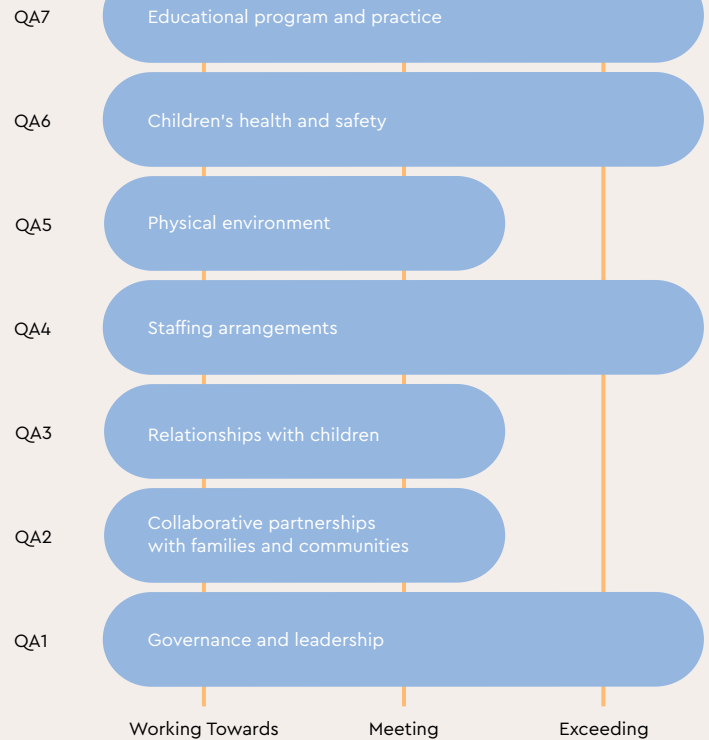 QA7
Educational program and practice
QA6
Children's health and safety
QA5
Physical environment
QA4
Staffing arrangements
QA3
Relationships with children
QA2
Collaborative partnerships
with families and communities
QA1
Governance and leadership
Working Towards
Meeting
Exceeding